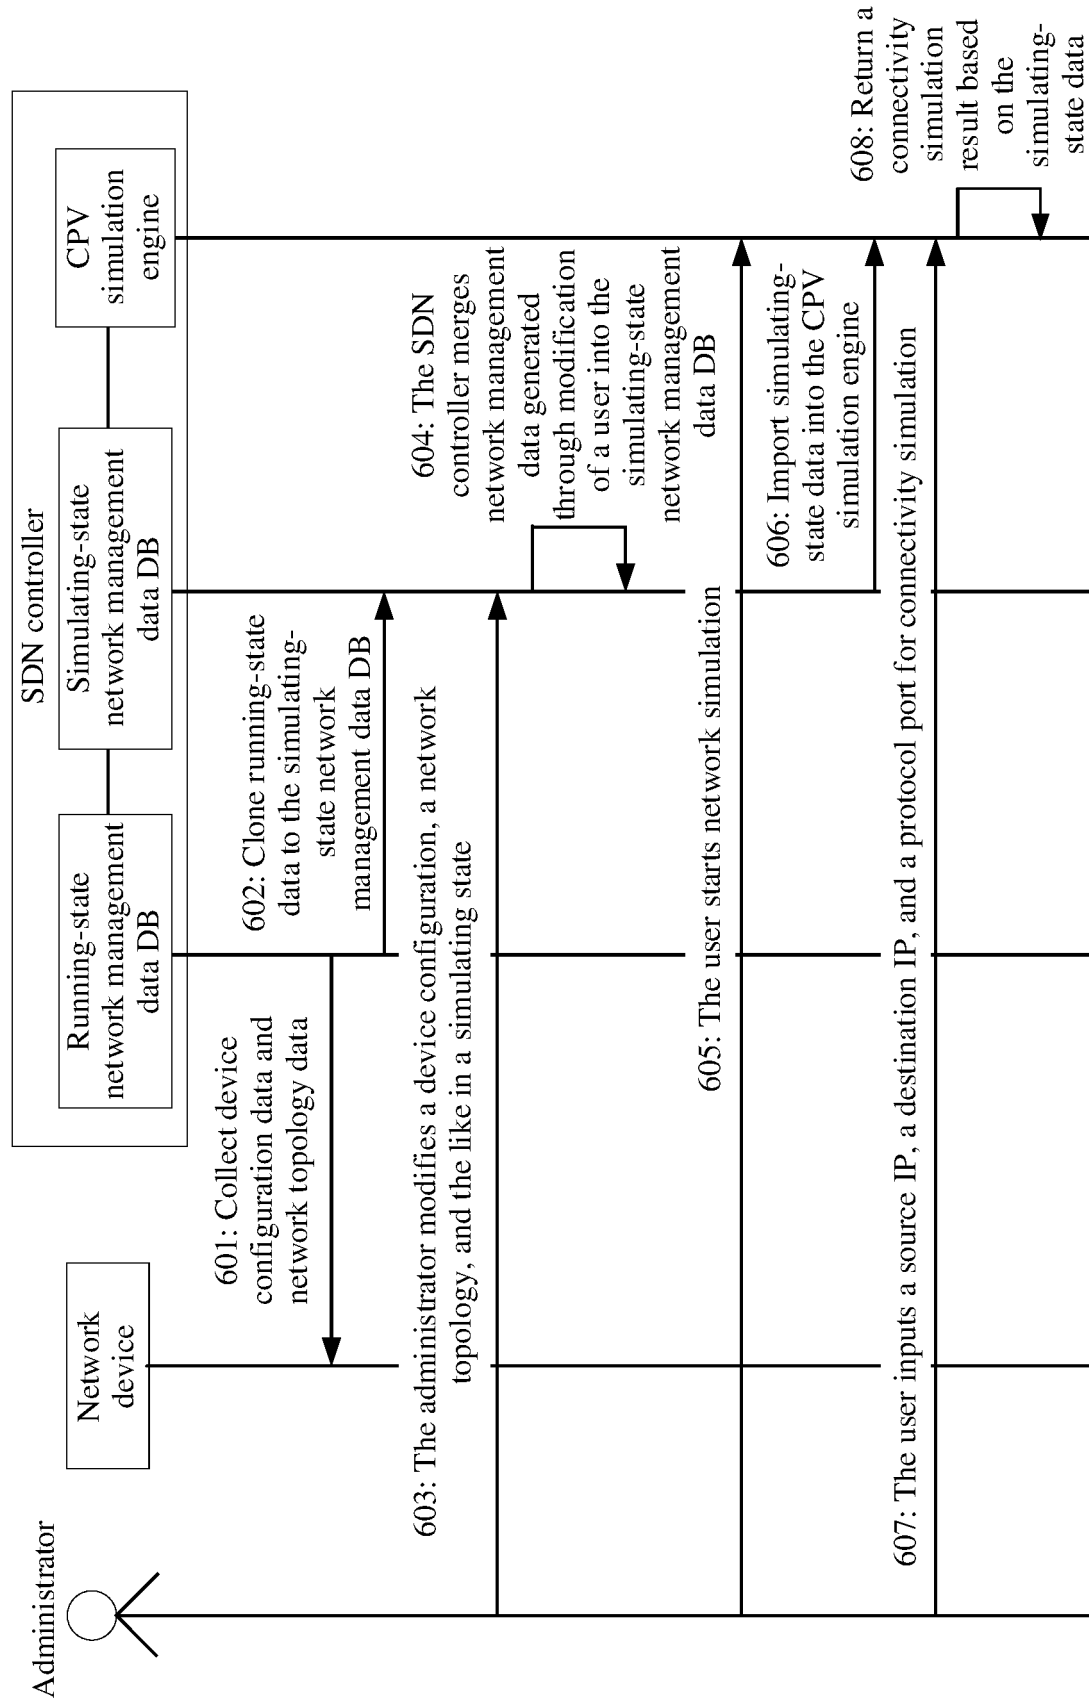 Administrator
Network
device
SDN controller
Running-state
network management
data DB
Simulating-state
network management
data DB
CPV
simulation
engine
601: Collect device
configuration data and
network topology data
602: Clone running-state
data to the simulating-
state network
management data DB
603: The administrator modifies a device configuration, a network
topology, and the like in a simulating state
604: The SDN
controller merges
network management
data generated
through modification
of a user into the
simulating-state
network management
data DB
605: The user starts network simulation
606: Import simulating-
state data into the CPV
simulation engine
607: The user inputs a source IP, a destination IP, and a protocol port for connectivity simulation
608: Return a
connectivity
simulation
result based
on the
simulating-
state data